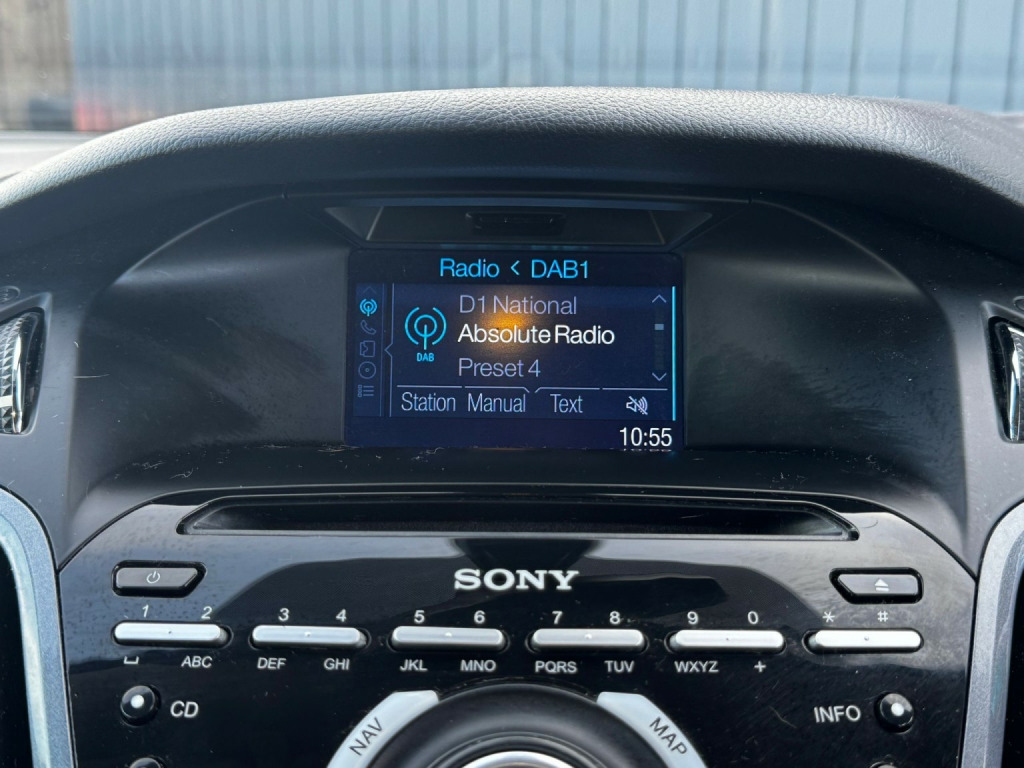 Radio < DAB1
D1 National
Absolute Radio
DAB
Preset 4
Station Manual Text
10:55
SONY
1 2 3 4 5 6 7 8 9 0 * #
ABC DEF GHI JKL MNO PQRS TUV WXYZ +
CD INFO
NAV MAP